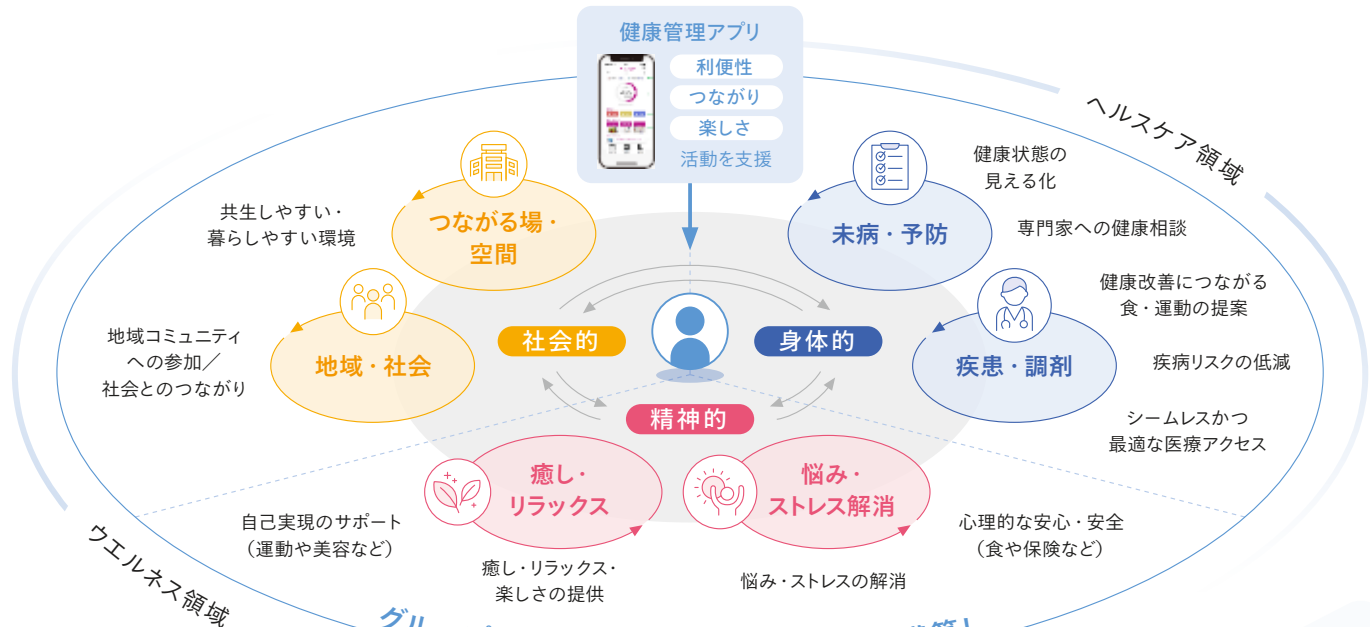 健康管理アプリ
利便性
つながり
楽しさ
活動を支援
ヘルスケア領域
つながる場・
空間
共生しやすい・
暮らしやすい環境
地域・社会
地域コミュニティ
への参加／
社会とのつながり
未病・予防
健康状態の
見える化
専門家への健康相談
疾患・調剤
健康改善につながる
食・運動の提案
疾病リスクの低減
シームレスかつ
最適な医療アクセス
社会的
身体的
精神的
癒し・
リラックス
悩み・
ストレス解消
自己実現のサポート
（運動や美容など）
癒し・リラックス・
楽しさの提供
悩み・ストレスの解消
心理的な安心・安全
（食や保険など）
ウエルネス領域